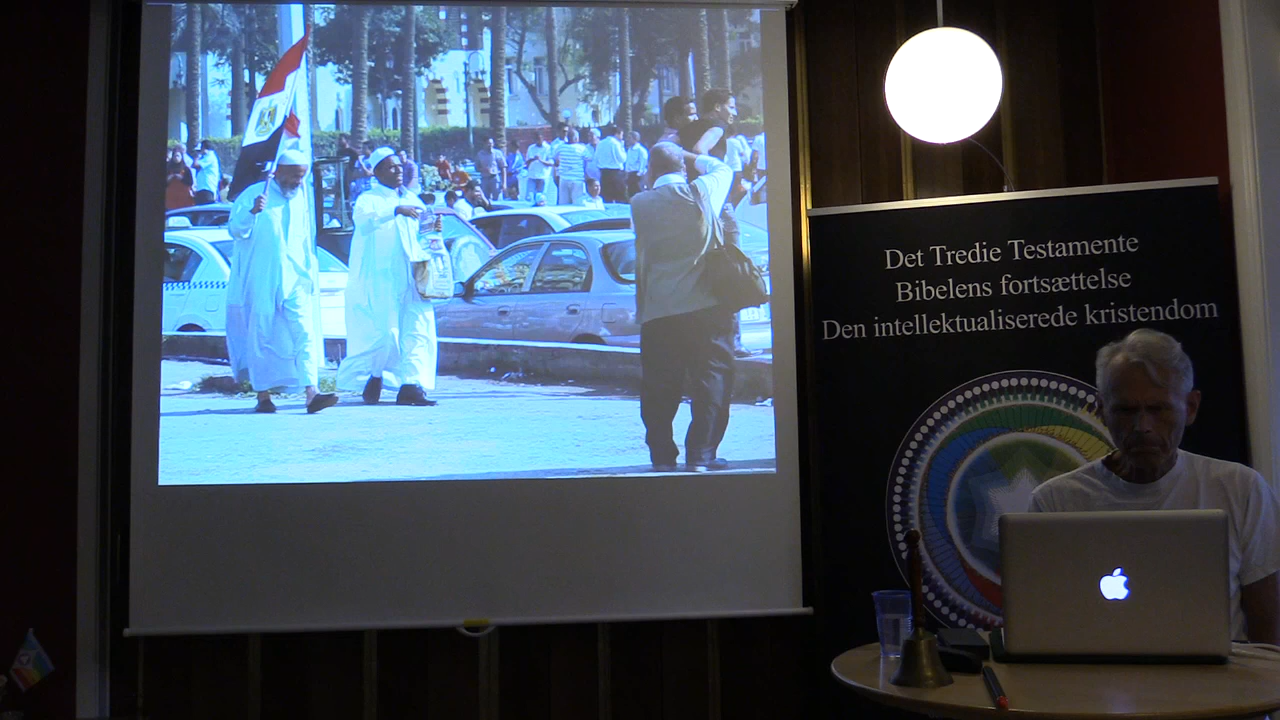 Det Tredie Testamente
Bibelens fortsættelse
Den intellektualiserede kristendom